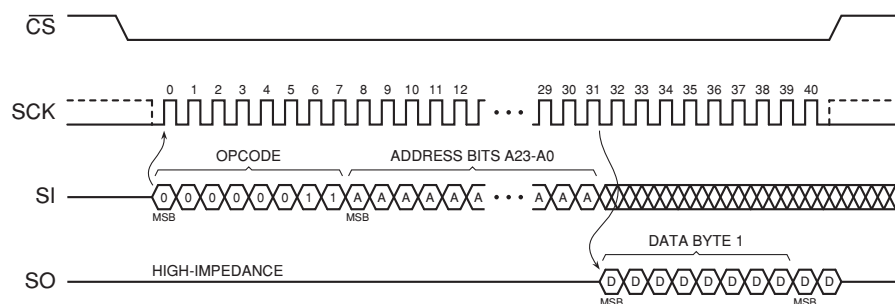 CS
0 1 2 3 4 5 6 7 8 9 10 11 12 29 30 31 32 33 34 35 36 37 38 39 40
SCK
OPCODE ADDRESS BITS A23-A0
SI 0 0 0 0 0 0 1 1 A A A A A A A A A
MSB MSB
DATA BYTE 1
SO HIGH-IMPEDANCE D D D D D D D D D D
MSB MSB